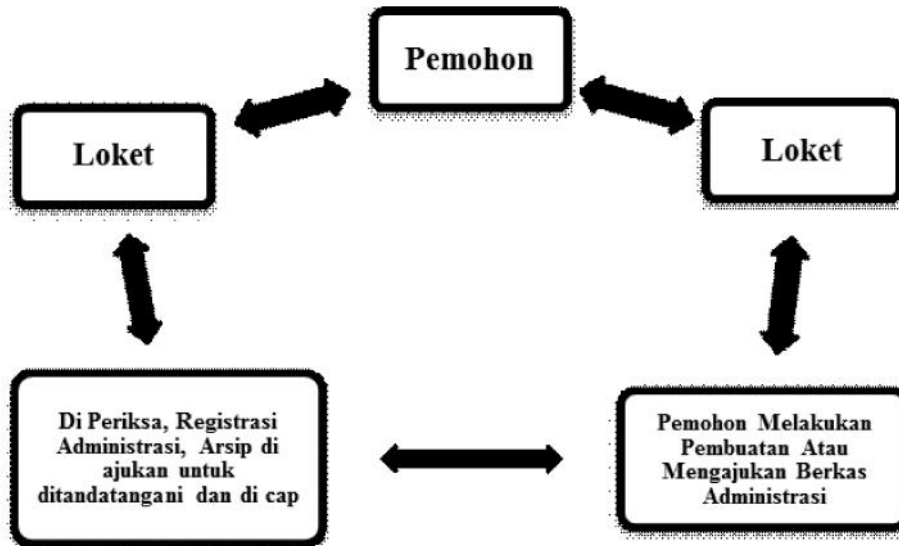 Pemohon
Loket
Loket
Di Periksa, Registrasi
Administrasi, Arsip di
ajukan untuk
ditandatangani dan di cap
Pemohon Melakukan
Pembuatan Atau
Mengajukan Berkas
Administrasi